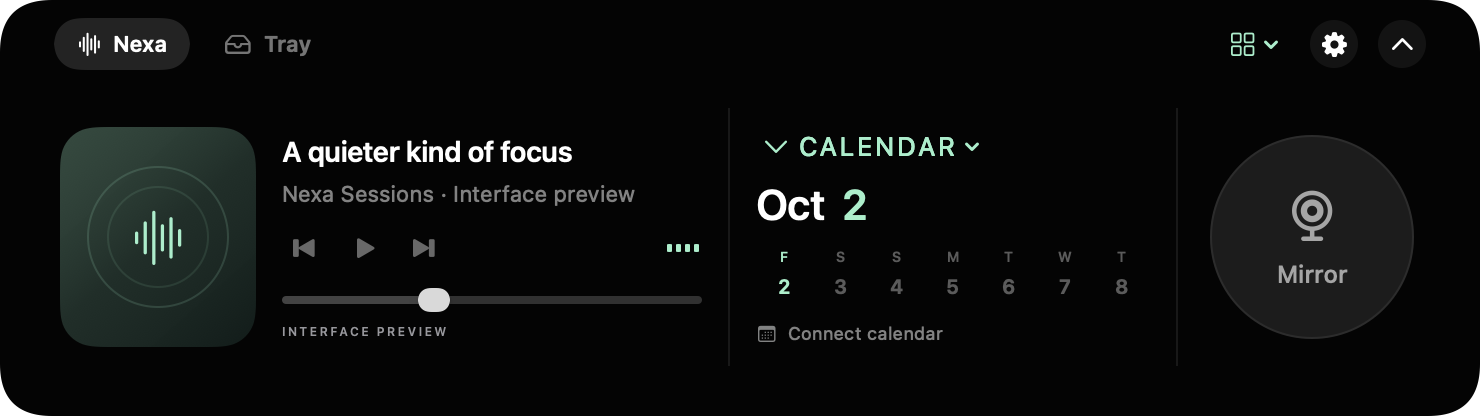 Nexa
Tray
A quieter kind of focus
Nexa Sessions · Interface preview
INTERFACE PREVIEW
CALENDAR
Oct 2
F S S M T W T
2 3 4 5 6 7 8
Connect calendar
Mirror